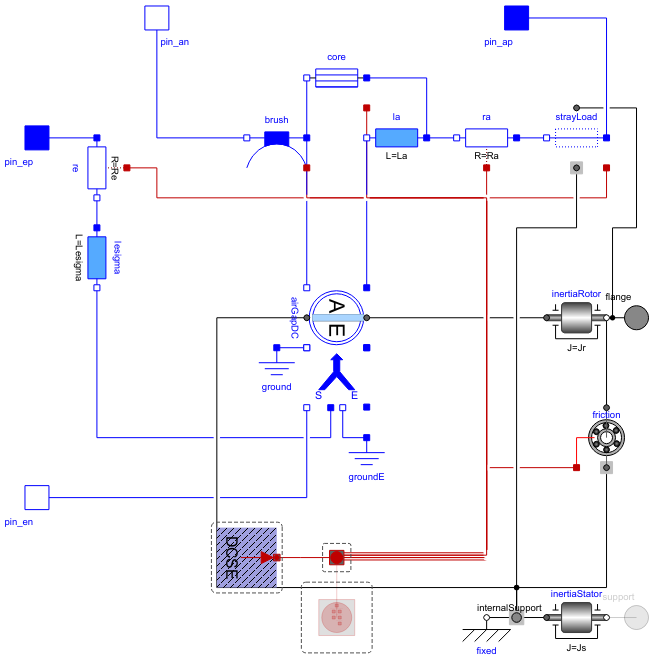 pin_an
pin_ap
core
brush
la
ra
strayLoad
L=La
R=Ra
pin_ep
re
R=Re
L=Lesigma
lesigma
airGapDC
A
E
inertiaRotor
flange
J=Jr
ground
S
E
friction
groundE
pin_en
DCSE
inertiaStator
support
internalSupport
fixed
J=Js